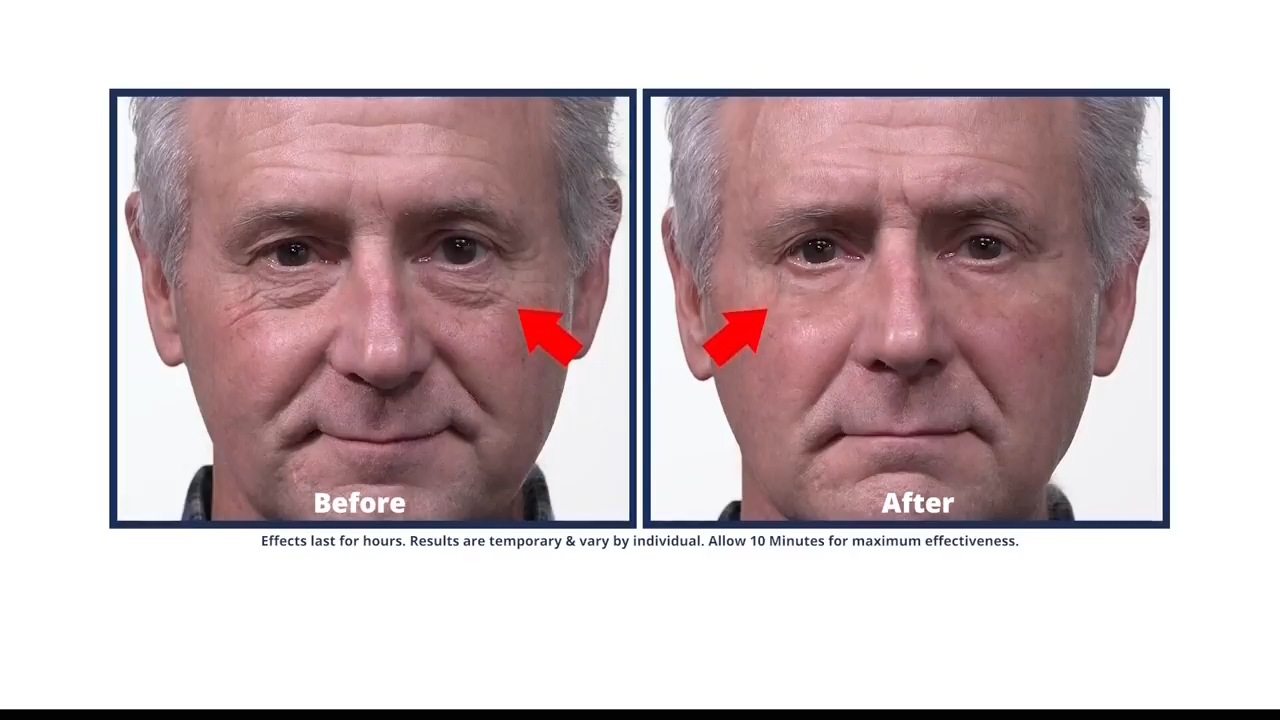 Before
After
Effects last for hours. Results are temporary & vary by individual. Allow 10 Minutes for maximum effectiveness.